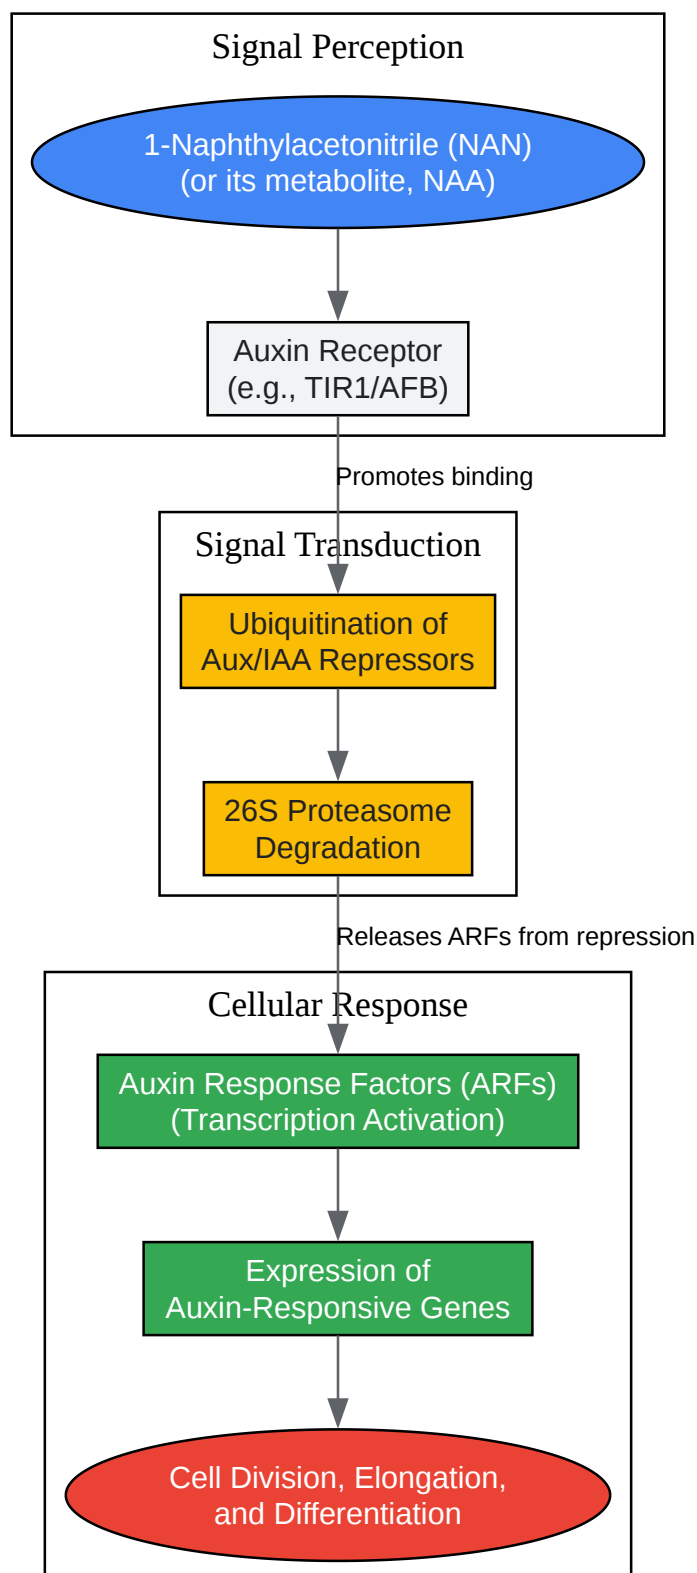 Signal Perception
1-Naphthylacetonitrile (NAN)
(or its metabolite, NAA)
Auxin Receptor
(e.g., TIR1/AFB)
Promotes binding
Signal Transduction
Ubiquitination of
Aux/IAA Repressors
26S Proteasome
Degradation
Releases ARFs from repression
Cellular Response
Auxin Response Factors (ARFs)
(Transcription Activation)
Expression of
Auxin-Responsive Genes
Cell Division, Elongation,
and Differentiation